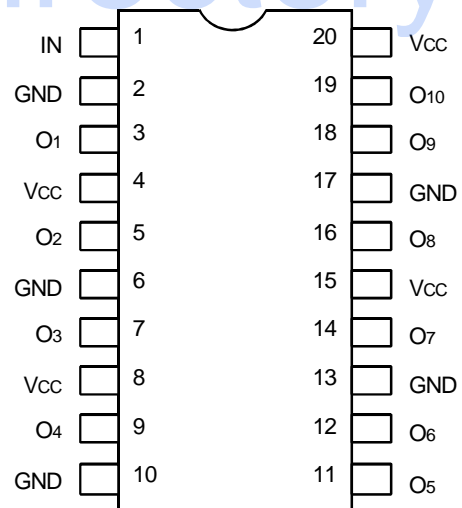 irectory
IN 1 20 VCC
GND 2 19 O10
O1 3 18 O9
VCC 4 17 GND
O2 5 16 O8
GND 6 15 VCC
O3 7 14 O7
VCC 8 13 GND
O4 9 12 O6
GND 10 11 O5